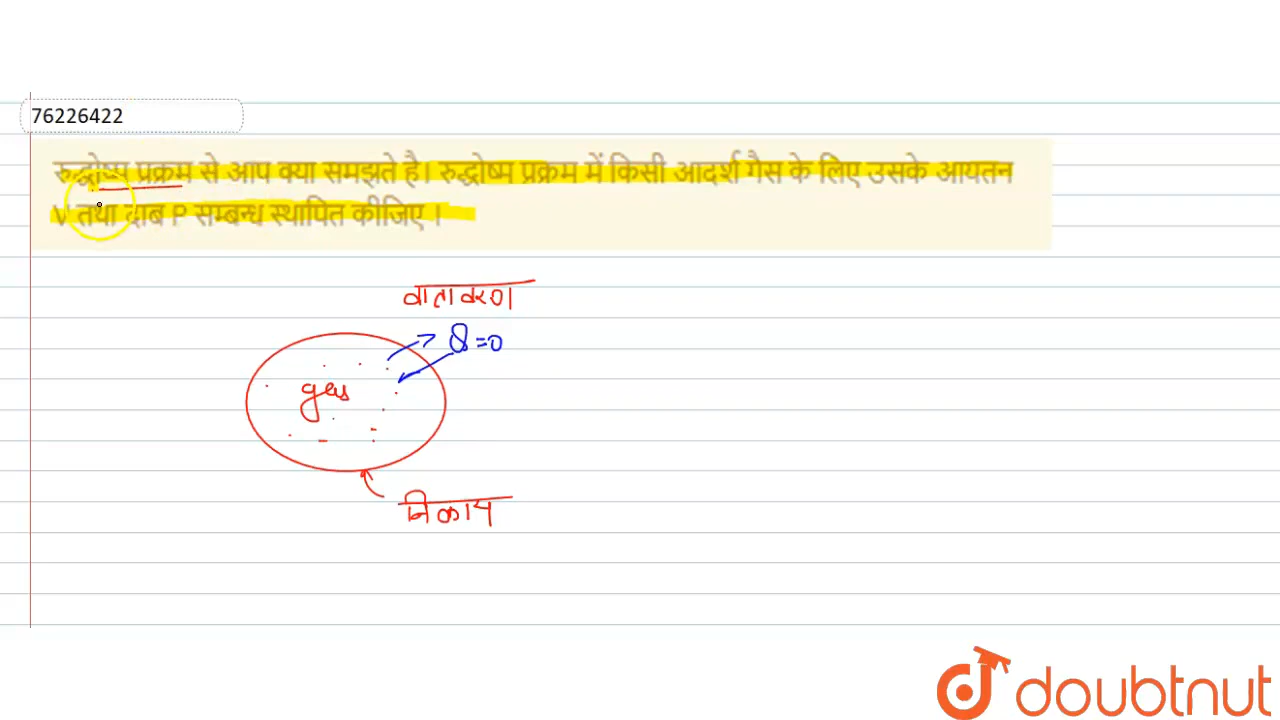 76226422
रुद्धोष्म प्रक्रम से आप क्या समझते है। रुद्धोष्म प्रक्रम में किसी आदर्श गैस के लिए उसके आयतन
V तथा दाब P सम्बन्ध स्थापित कीजिए।
वातावरण
Q=0
gas
निकाय
doubtnut